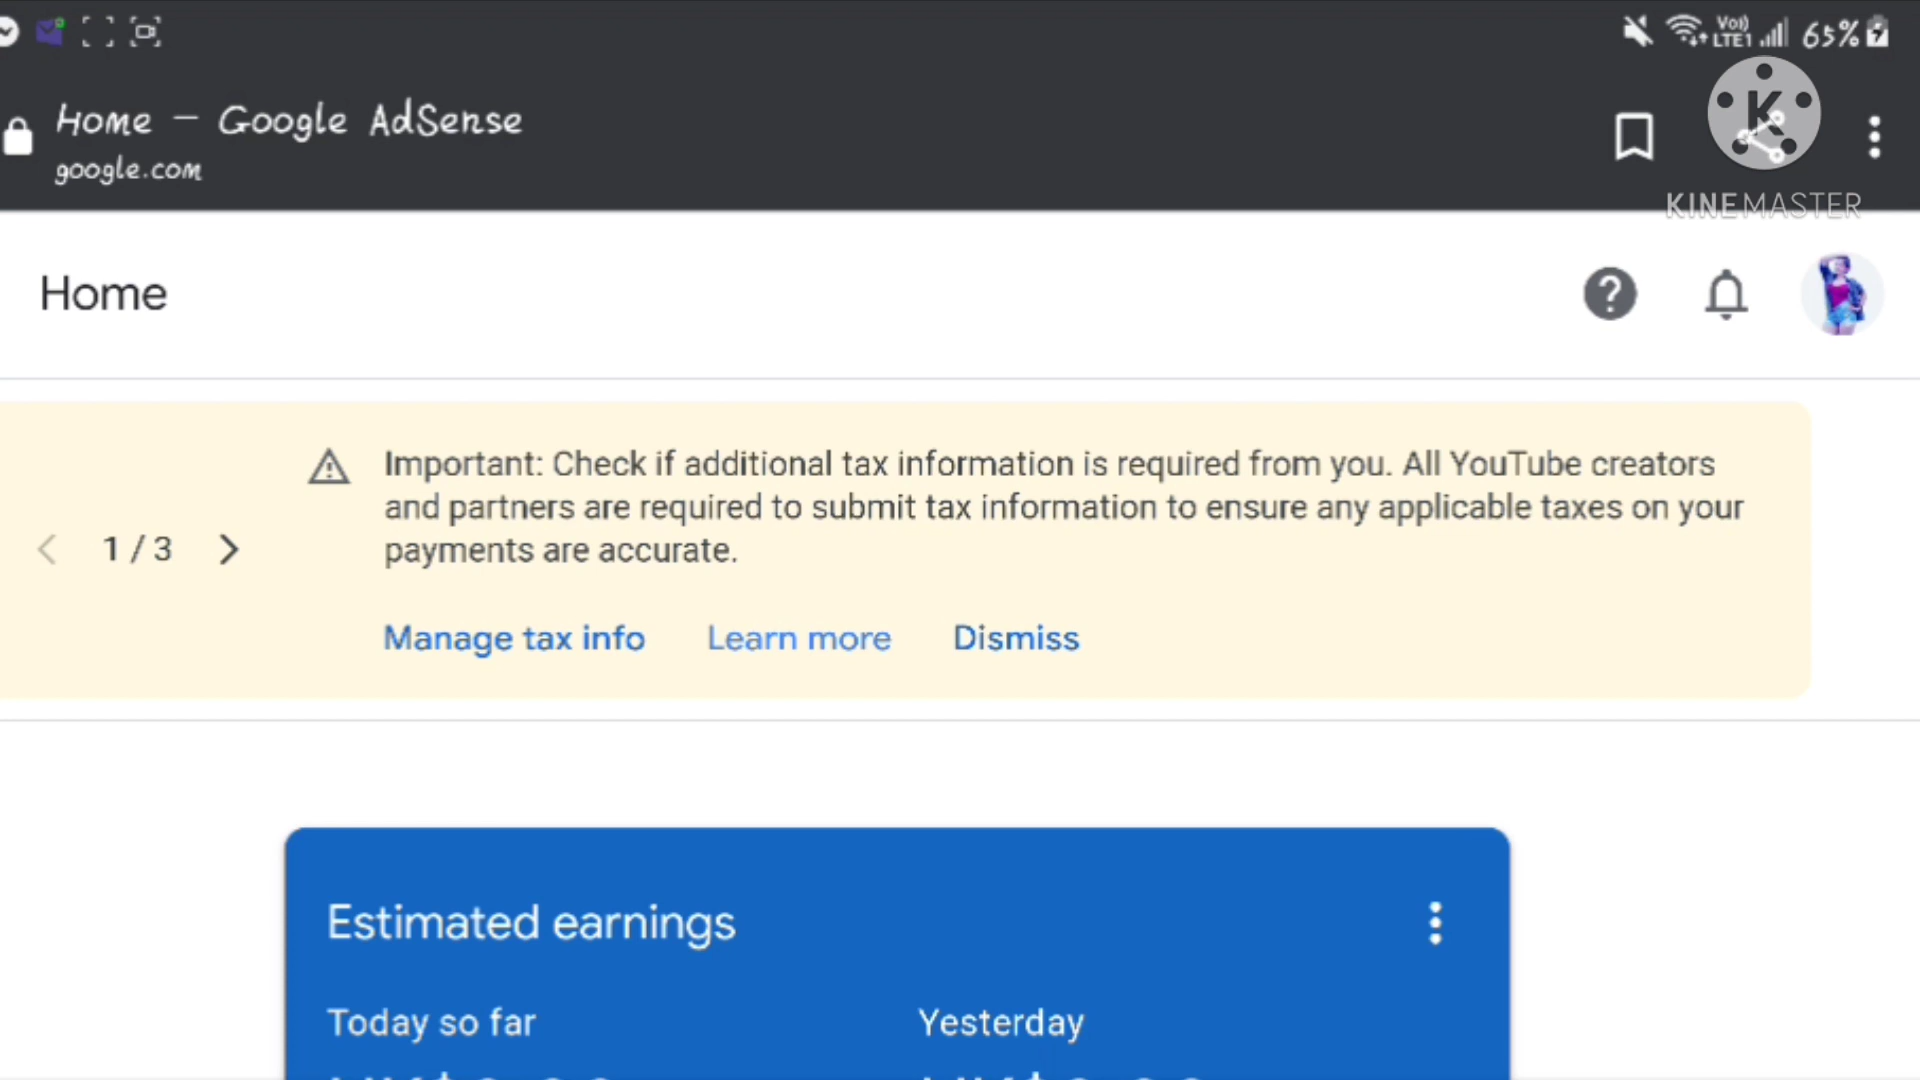 Vo))
LTE1
65%
Home – Google AdSense
google.com
K
KINEMASTER
Home
Important: Check if additional tax information is required from you. All YouTube creators
and partners are required to submit tax information to ensure any applicable taxes on your
payments are accurate.
1 / 3
Manage tax info Learn more Dismiss
Estimated earnings
Today so far Yesterday